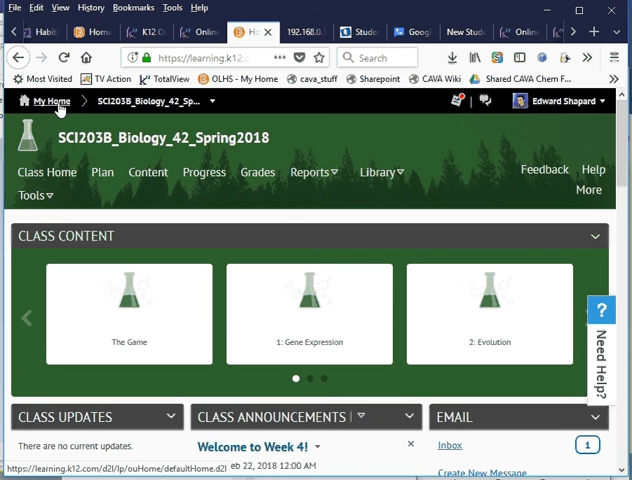 File Edit View History Bookmarks Tools Help
Habit Home K12 O Online Ho 192.168.0. Stude Googl New Stude Online
https://learning.k12.c Search
Most Visited TV Action TotalView OLHS - My Home cava_stuff Sharepoint CAVA Wiki Shared CAVA Chem F...
My Home SCI203B_Biology_42_Sp... Edward Shapard
SCI203B_Biology_42_Spring2018
Class Home Plan Content Progress Grades Reports Library Feedback Help
Tools More
CLASS CONTENT
The Game 1: Gene Expression 2: Evolution
? Need Help?
CLASS UPDATES CLASS ANNOUNCEMENTS EMAIL
There are no current updates. Welcome to Week 4! Inbox 1
https://learning.k12.com/d2l/lp/ouHome/defaultHome.d2l eb 22, 2018 12:00 AM Create New Message